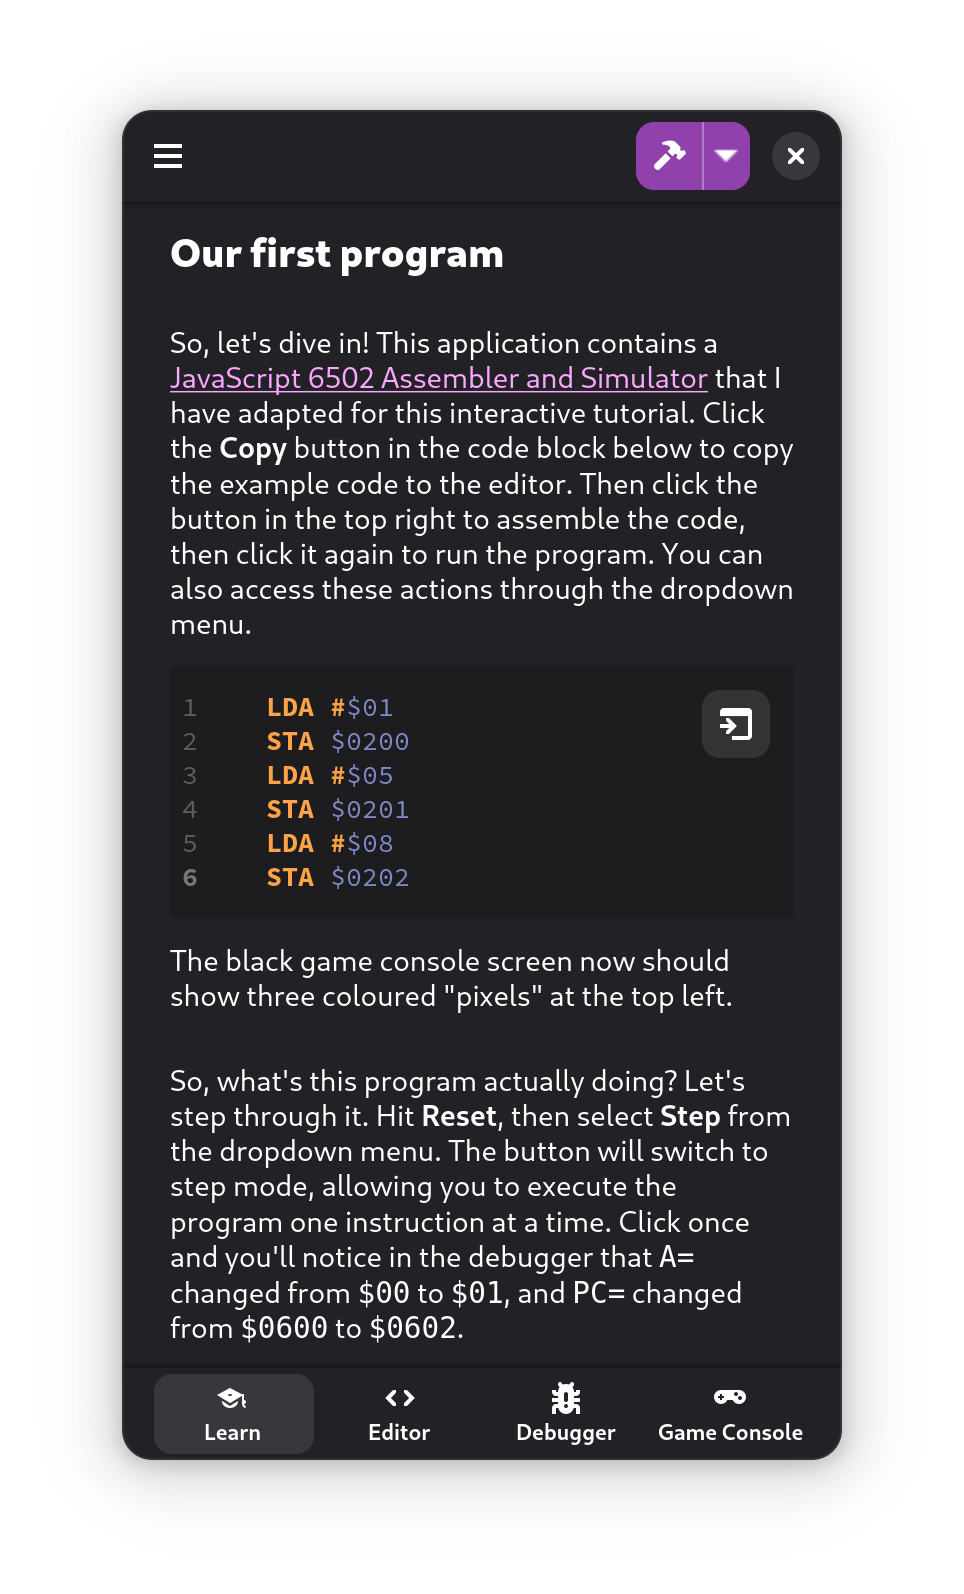 Our first program
So, let's dive in! This application contains a
JavaScript 6502 Assembler and Simulator that I
have adapted for this interactive tutorial. Click
the Copy button in the code block below to copy
the example code to the editor. Then click the
button in the top right to assemble the code,
then click it again to run the program. You can
also access these actions through the dropdown
menu.
1 LDA #$01
2 STA $0200
3 LDA #$05
4 STA $0201
5 LDA #$08
6 STA $0202
The black game console screen now should
show three coloured "pixels" at the top left.
So, what's this program actually doing? Let's
step through it. Hit Reset, then select Step from
the dropdown menu. The button will switch to
step mode, allowing you to execute the
program one instruction at a time. Click once
and you'll notice in the debugger that A=
changed from $00 to $01, and PC= changed
from $0600 to $0602.
Learn
Editor
Debugger
Game Console